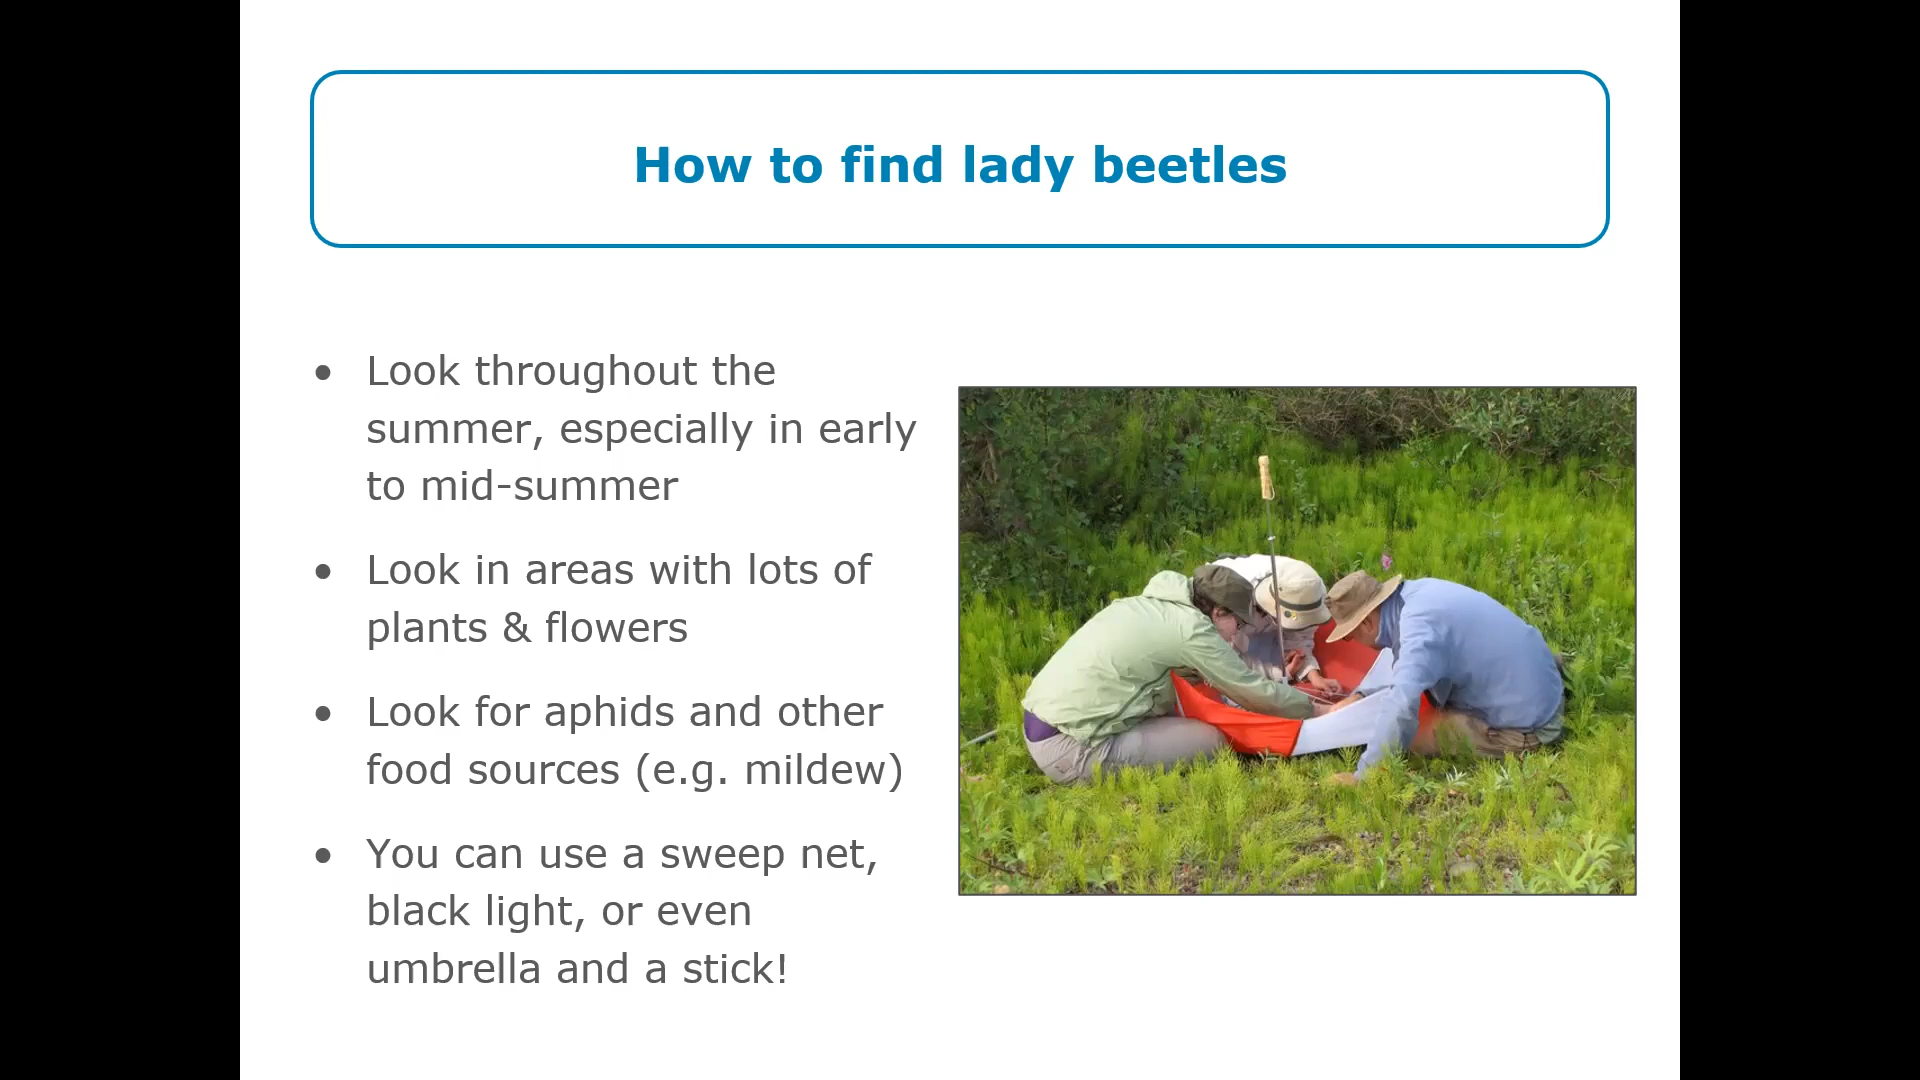 How to find lady beetles
• Look throughout the
summer, especially in early
to mid-summer
• Look in areas with lots of
plants & flowers
• Look for aphids and other
food sources (e.g. mildew)
• You can use a sweep net,
black light, or even
umbrella and a stick!